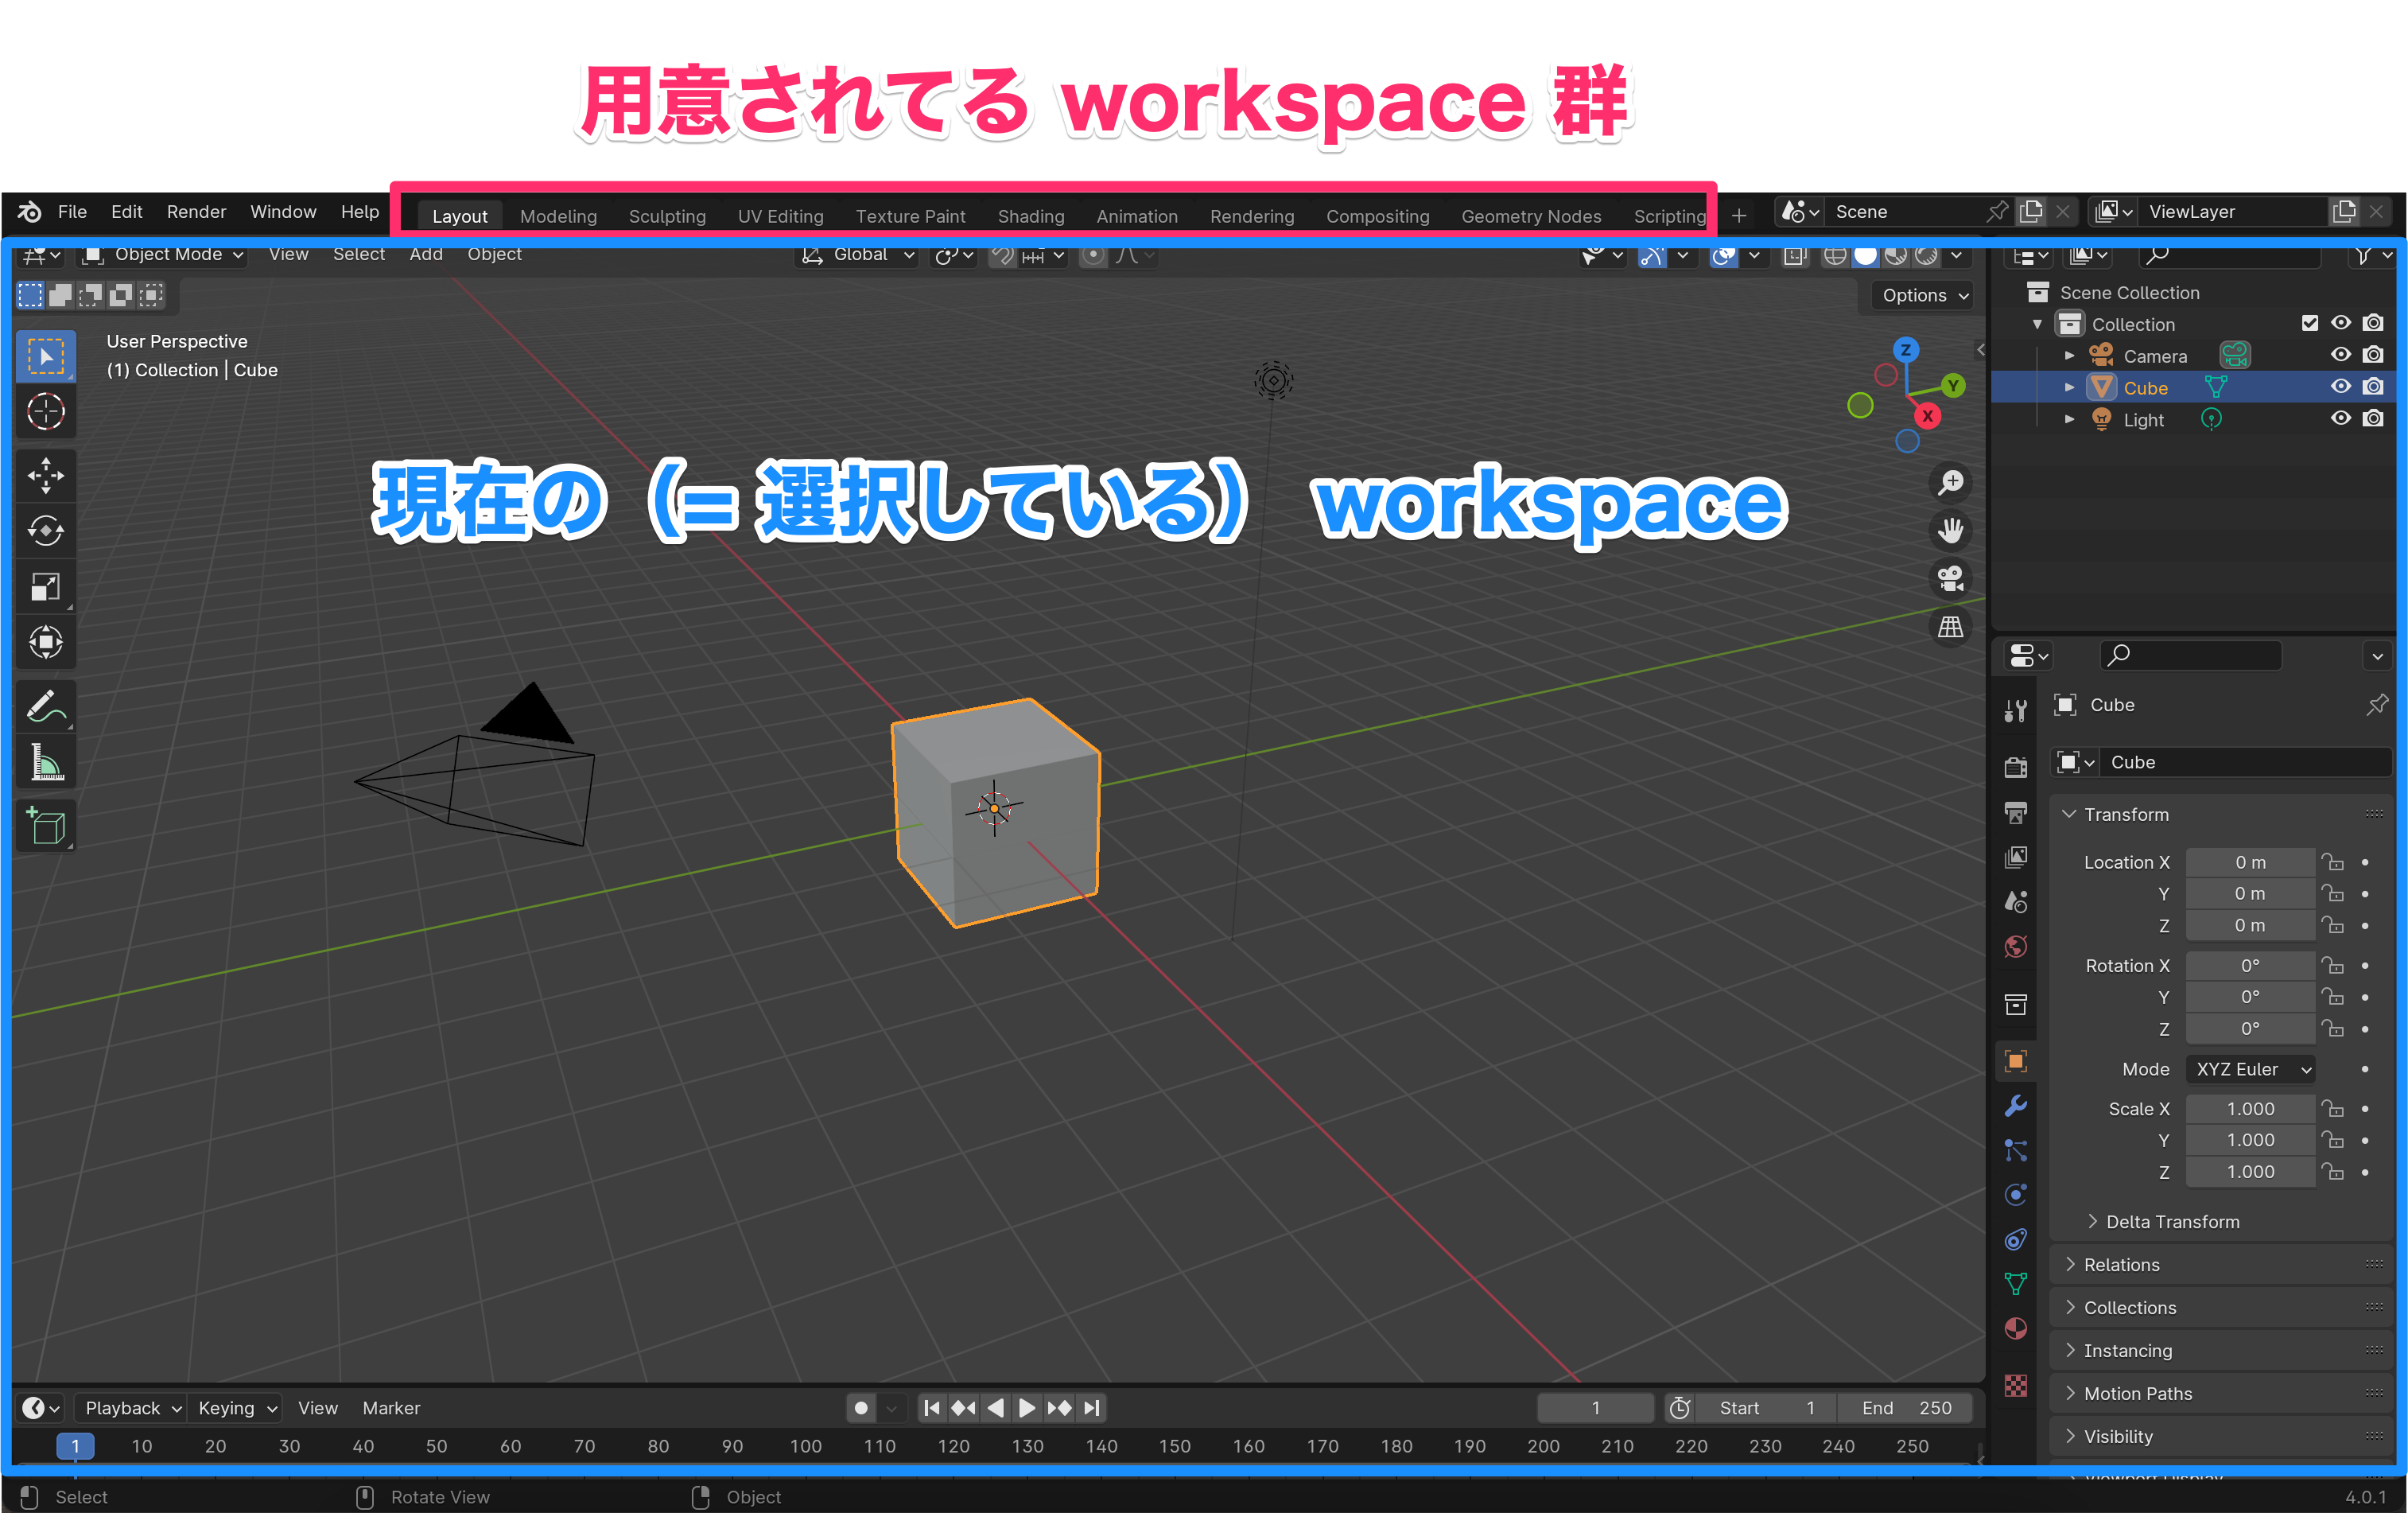 用意されてる workspace 群
File Edit Render Window Help Layout Modeling Sculpting UV Editing Texture Paint Shading Animation Rendering Compositing Geometry Nodes Scripting + Scene ViewLayer
Object Mode View Select Add Object Global
Options
User Perspective
(1) Collection | Cube
Z
Y
X
現在の（= 選択している） workspace
Scene Collection
Collection
Camera
Cube
Light
Cube
Cube
Transform
Location X 0 m
Y 0 m
Z 0 m
Rotation X 0°
Y 0°
Z 0°
Mode XYZ Euler
Scale X 1.000
Y 1.000
Z 1.000
Delta Transform
Relations
Collections
Instancing
Motion Paths
Visibility
Viewport Display
Playback Keying View Marker 1 Start 1 End 250
1 10 20 30 40 50 60 70 80 90 100 110 120 130 140 150 160 170 180 190 200 210 220 230 240 250
Select Rotate View Object 4.0.1